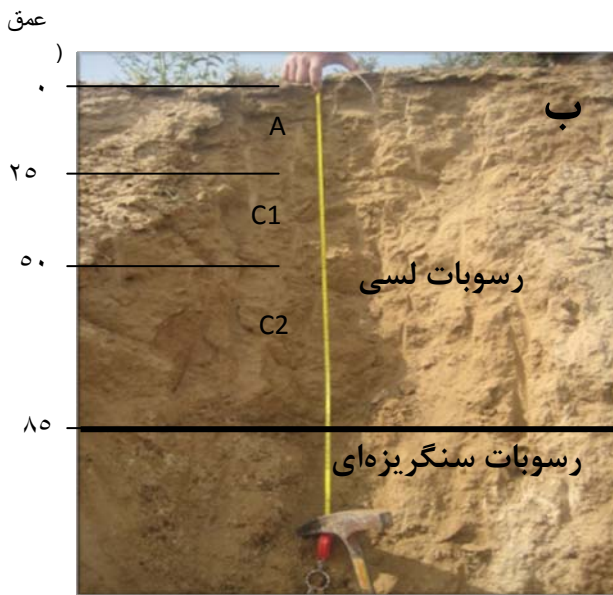 عمق
(
۰
ب
A
۲۵
C1
۵۰
رسوبات لسی
C2
۸۵
رسوبات سنگریزه‌ای